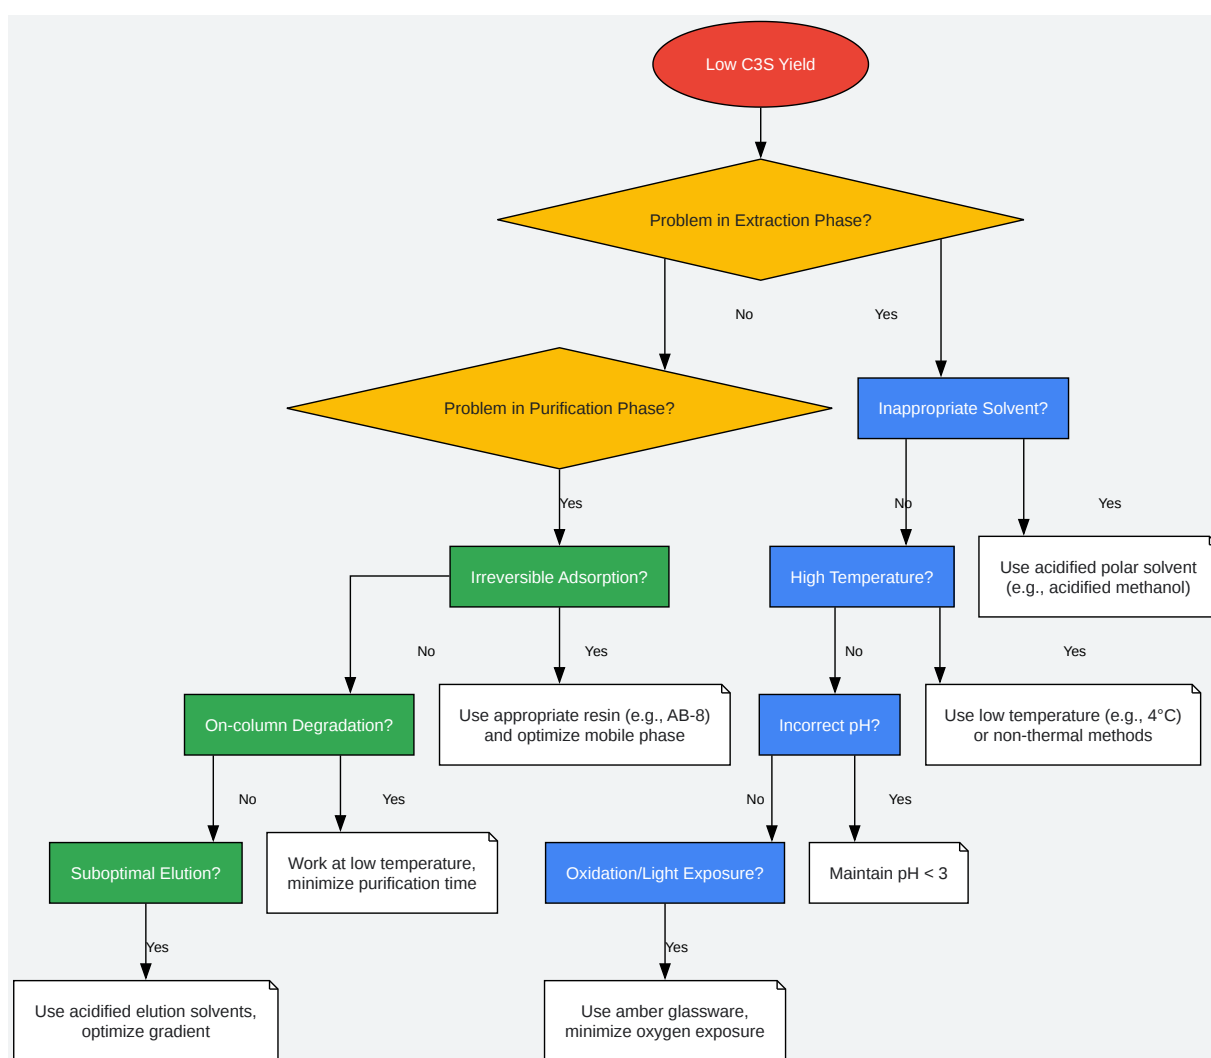 Low C3S Yield
Problem in Extraction Phase?
No
Yes
Problem in Purification Phase?
Inappropriate Solvent?
Yes
No
Yes
Irreversible Adsorption?
High Temperature?
Use acidified polar solvent
(e.g., acidified methanol)
No
Yes
No
Yes
On-column Degradation?
Use appropriate resin (e.g., AB-8)
and optimize mobile phase
Incorrect pH?
Use low temperature (e.g., 4°C)
or non-thermal methods
No
Yes
No
Yes
Suboptimal Elution?
Work at low temperature,
minimize purification time
Oxidation/Light Exposure?
Maintain pH < 3
Yes
Yes
Use acidified elution solvents,
optimize gradient
Use amber glassware,
minimize oxygen exposure